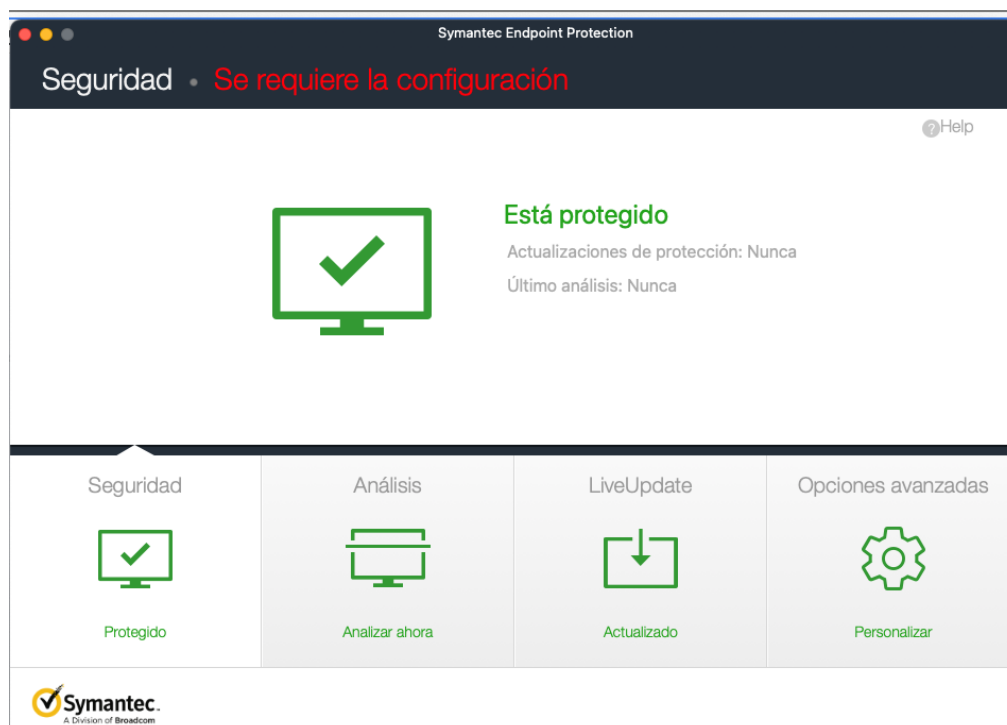 Symantec Endpoint Protection
Seguridad • Se requiere la configuración
?Help
Está protegido
Actualizaciones de protección: Nunca
Último análisis: Nunca
Seguridad
Análisis
LiveUpdate
Opciones avanzadas
Protegido
Analizar ahora
Actualizado
Personalizar
Symantec.
A Division of Broadcom